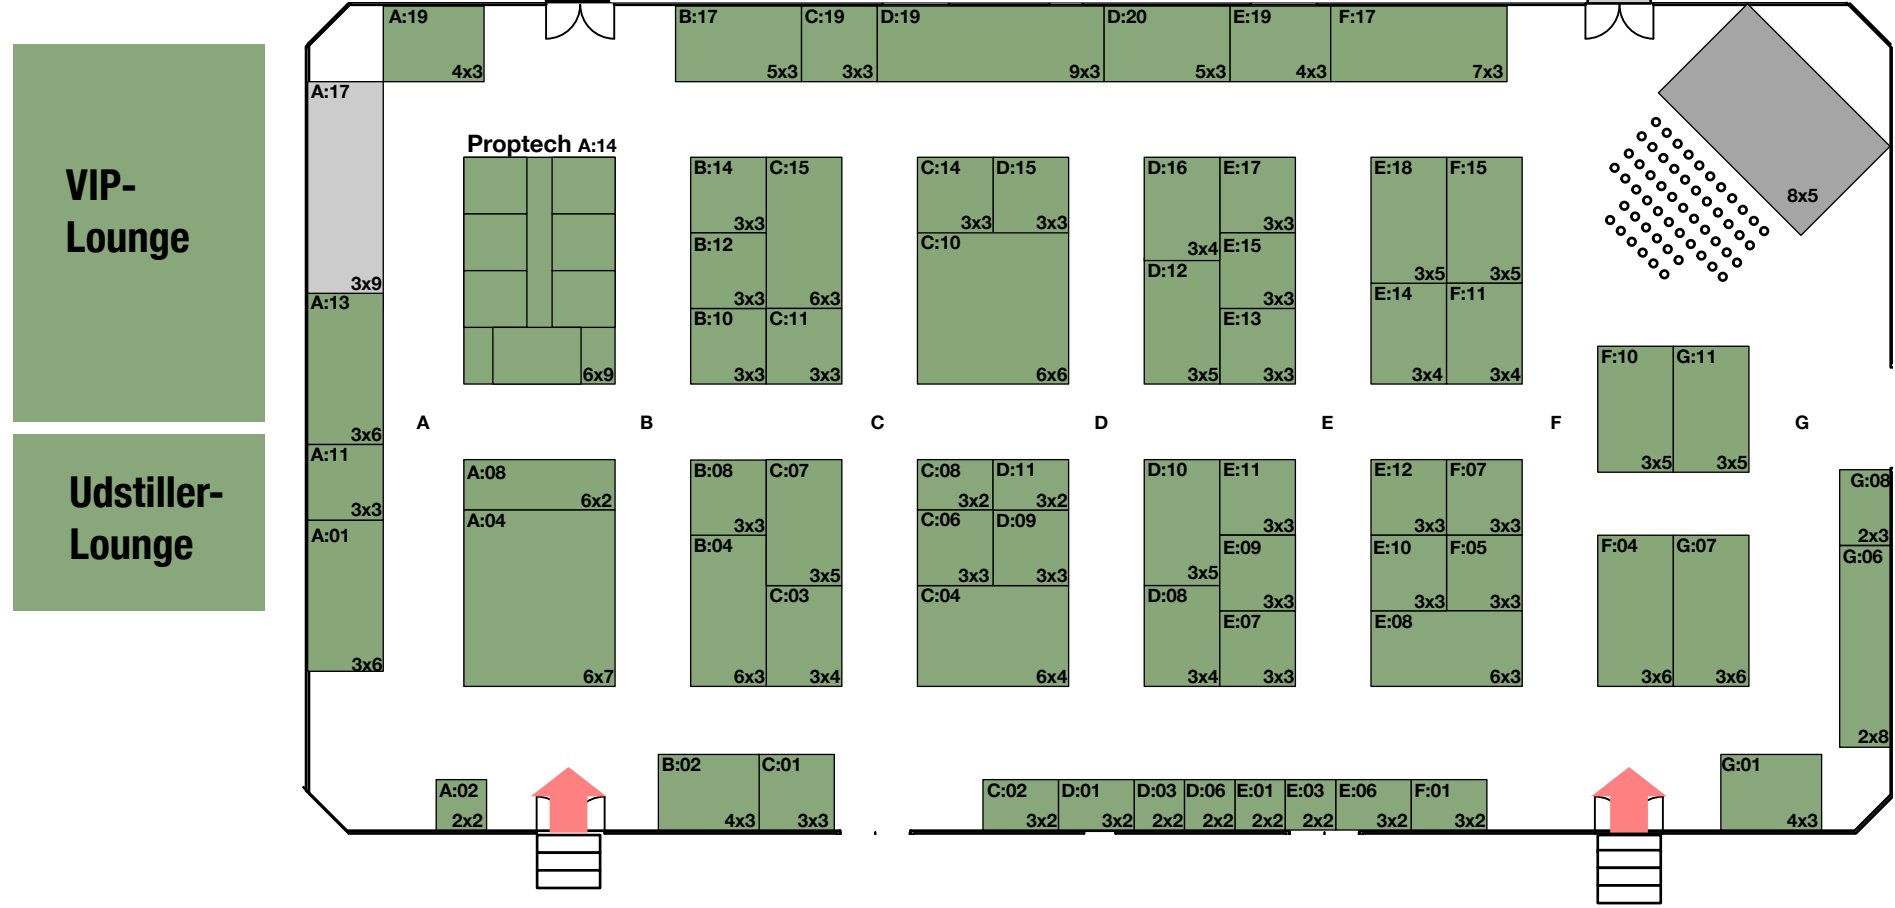 VIP-
Lounge
Udstiller-
Lounge
A:19
4x3
B:17
5x3
C:19
3x3
D:19
9x3
D:20
5x3
E:19
4x3
F:17
7x3
A:17
3x9
A:13
3x6
A:11
3x3
A:01
3x6
Proptech A:14
6x9
B:14
3x3
C:15
6x3
B:12
3x3
B:10
3x3
C:11
3x3
C:14
3x3
D:15
3x3
C:10
6x6
D:16
3x4
E:17
3x3
D:12
3x5
E:15
3x3
E:13
3x3
E:18
3x5
F:15
3x5
E:14
3x4
F:11
3x4
8x5
F:10
3x5
G:11
3x5
A
B
C
D
E
F
G
A:08
6x2
A:04
6x7
B:08
3x3
C:07
3x5
B:04
6x3
C:03
3x4
C:08
3x2
D:11
3x2
C:06
3x3
D:09
3x3
C:04
6x4
D:10
3x5
E:11
3x3
E:09
3x3
D:08
3x4
E:07
3x3
E:12
3x3
F:07
3x3
E:10
3x3
F:05
3x3
E:08
6x3
F:04
3x6
G:07
3x6
G:08
2x3
G:06
2x8
A:02
2x2
B:02
4x3
C:01
3x3
C:02
3x2
D:01
3x2
D:03
2x2
D:06
2x2
E:01
2x2
E:03
2x2
E:06
3x2
F:01
3x2
G:01
4x3